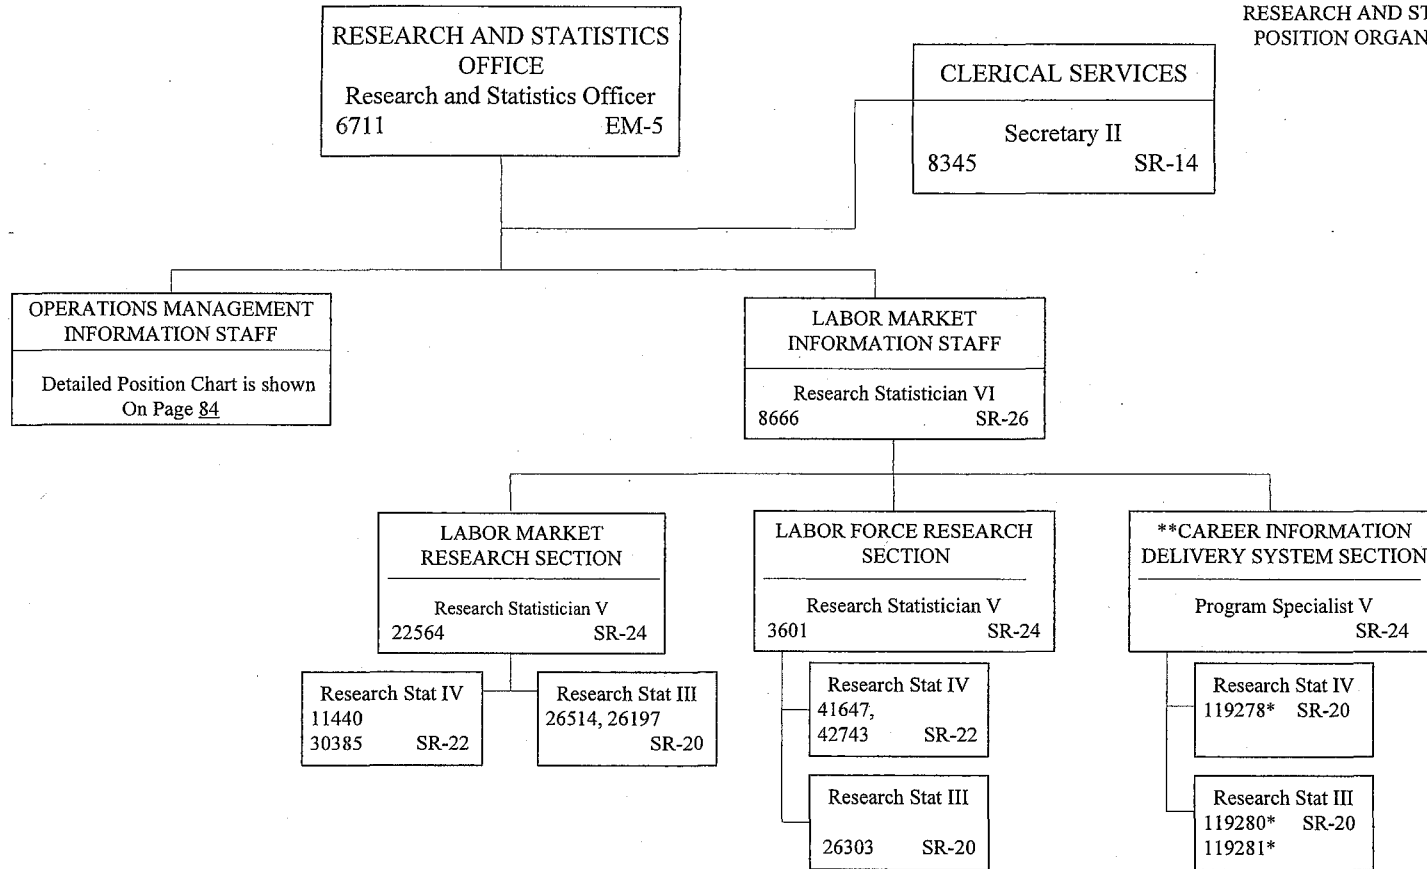 RESEARCH AND ST
POSITION ORGAN
RESEARCH AND STATISTICS
OFFICE
Research and Statistics Officer
6711 EM-5
CLERICAL SERVICES
Secretary II
8345 SR-14
OPERATIONS MANAGEMENT
INFORMATION STAFF
Detailed Position Chart is shown
On Page 84
LABOR MARKET
INFORMATION STAFF
Research Statistician VI
8666 SR-26
LABOR MARKET
RESEARCH SECTION
Research Statistician V
22564 SR-24
Research Stat IV
11440
30385 SR-22
Research Stat III
26514, 26197
SR-20
LABOR FORCE RESEARCH
SECTION
Research Statistician V
3601 SR-24
Research Stat IV
41647,
42743 SR-22
Research Stat III
26303 SR-20
**CAREER INFORMATION
DELIVERY SYSTEM SECTION
Program Specialist V
SR-24
Research Stat IV
119278* SR-20
Research Stat III
119280* SR-20
119281*